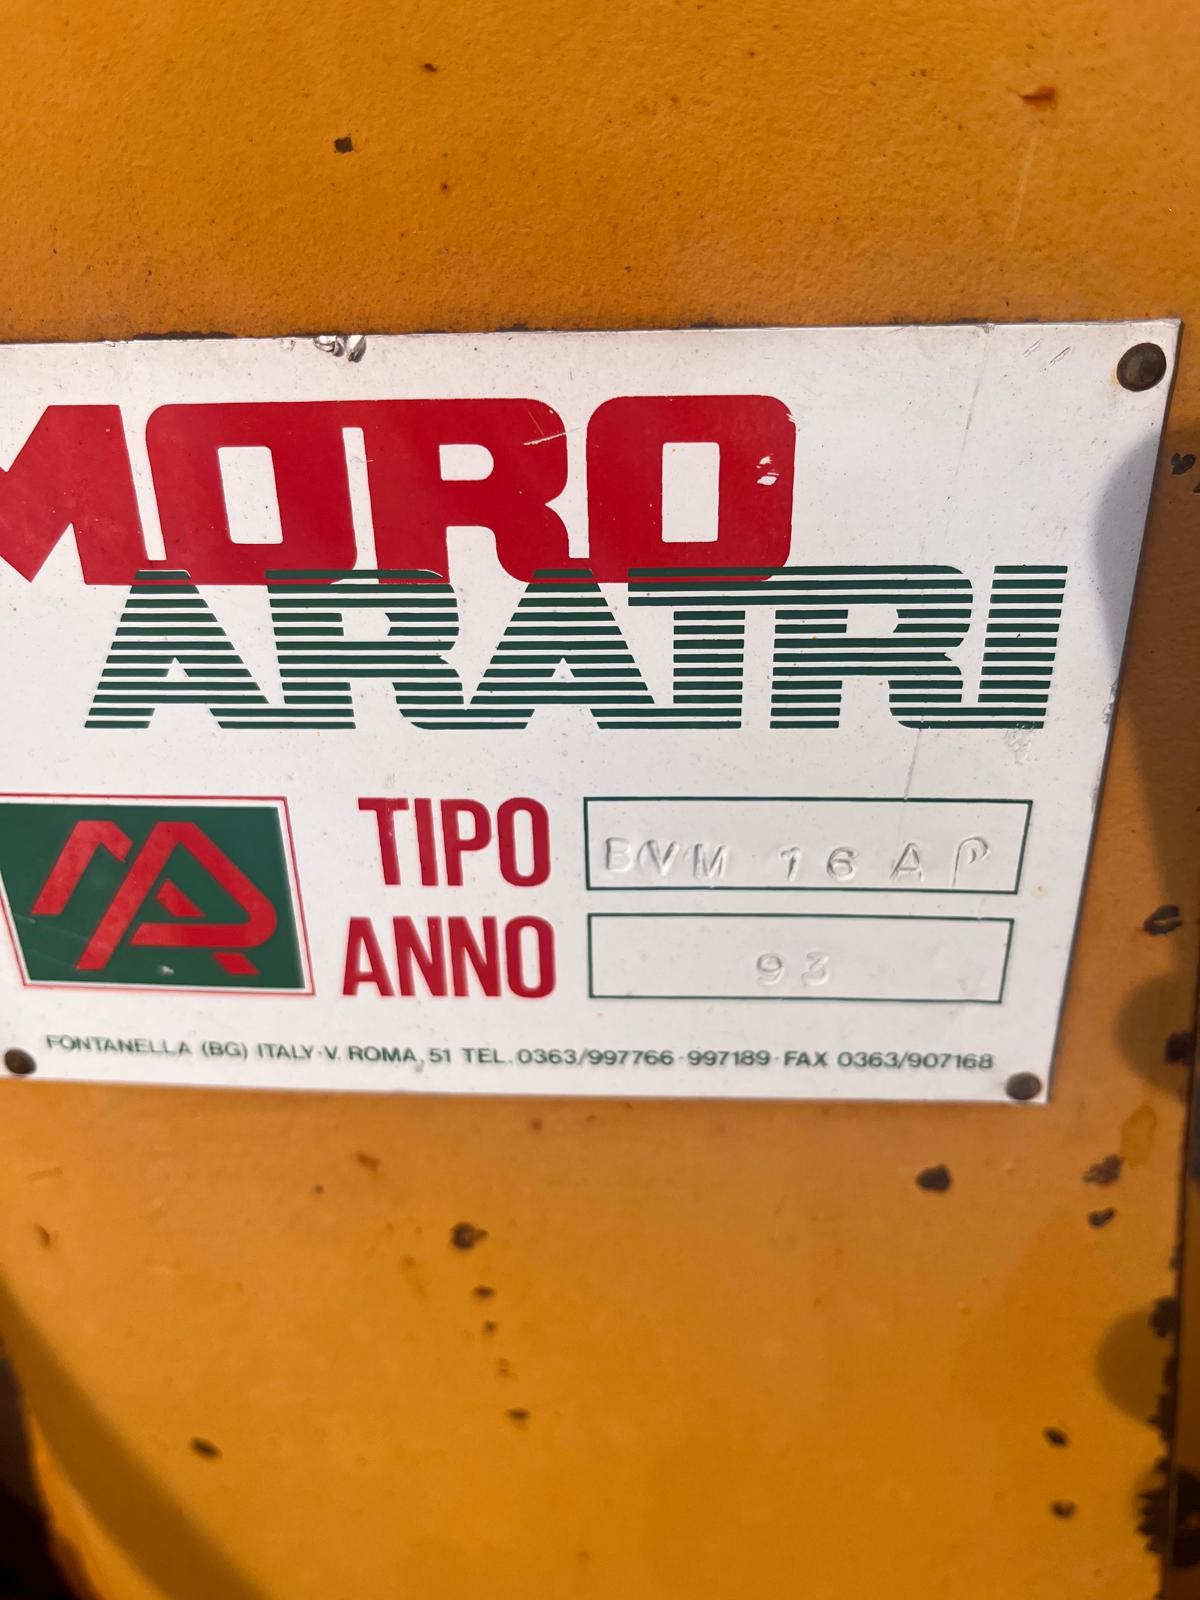 MORO
ARATRI
TIPO BVM 16 AP
ANNO 93
FONTANELLA (BG) ITALY·V. ROMA, 51 TEL. 0363/997766·997189·FAX 0363/907168